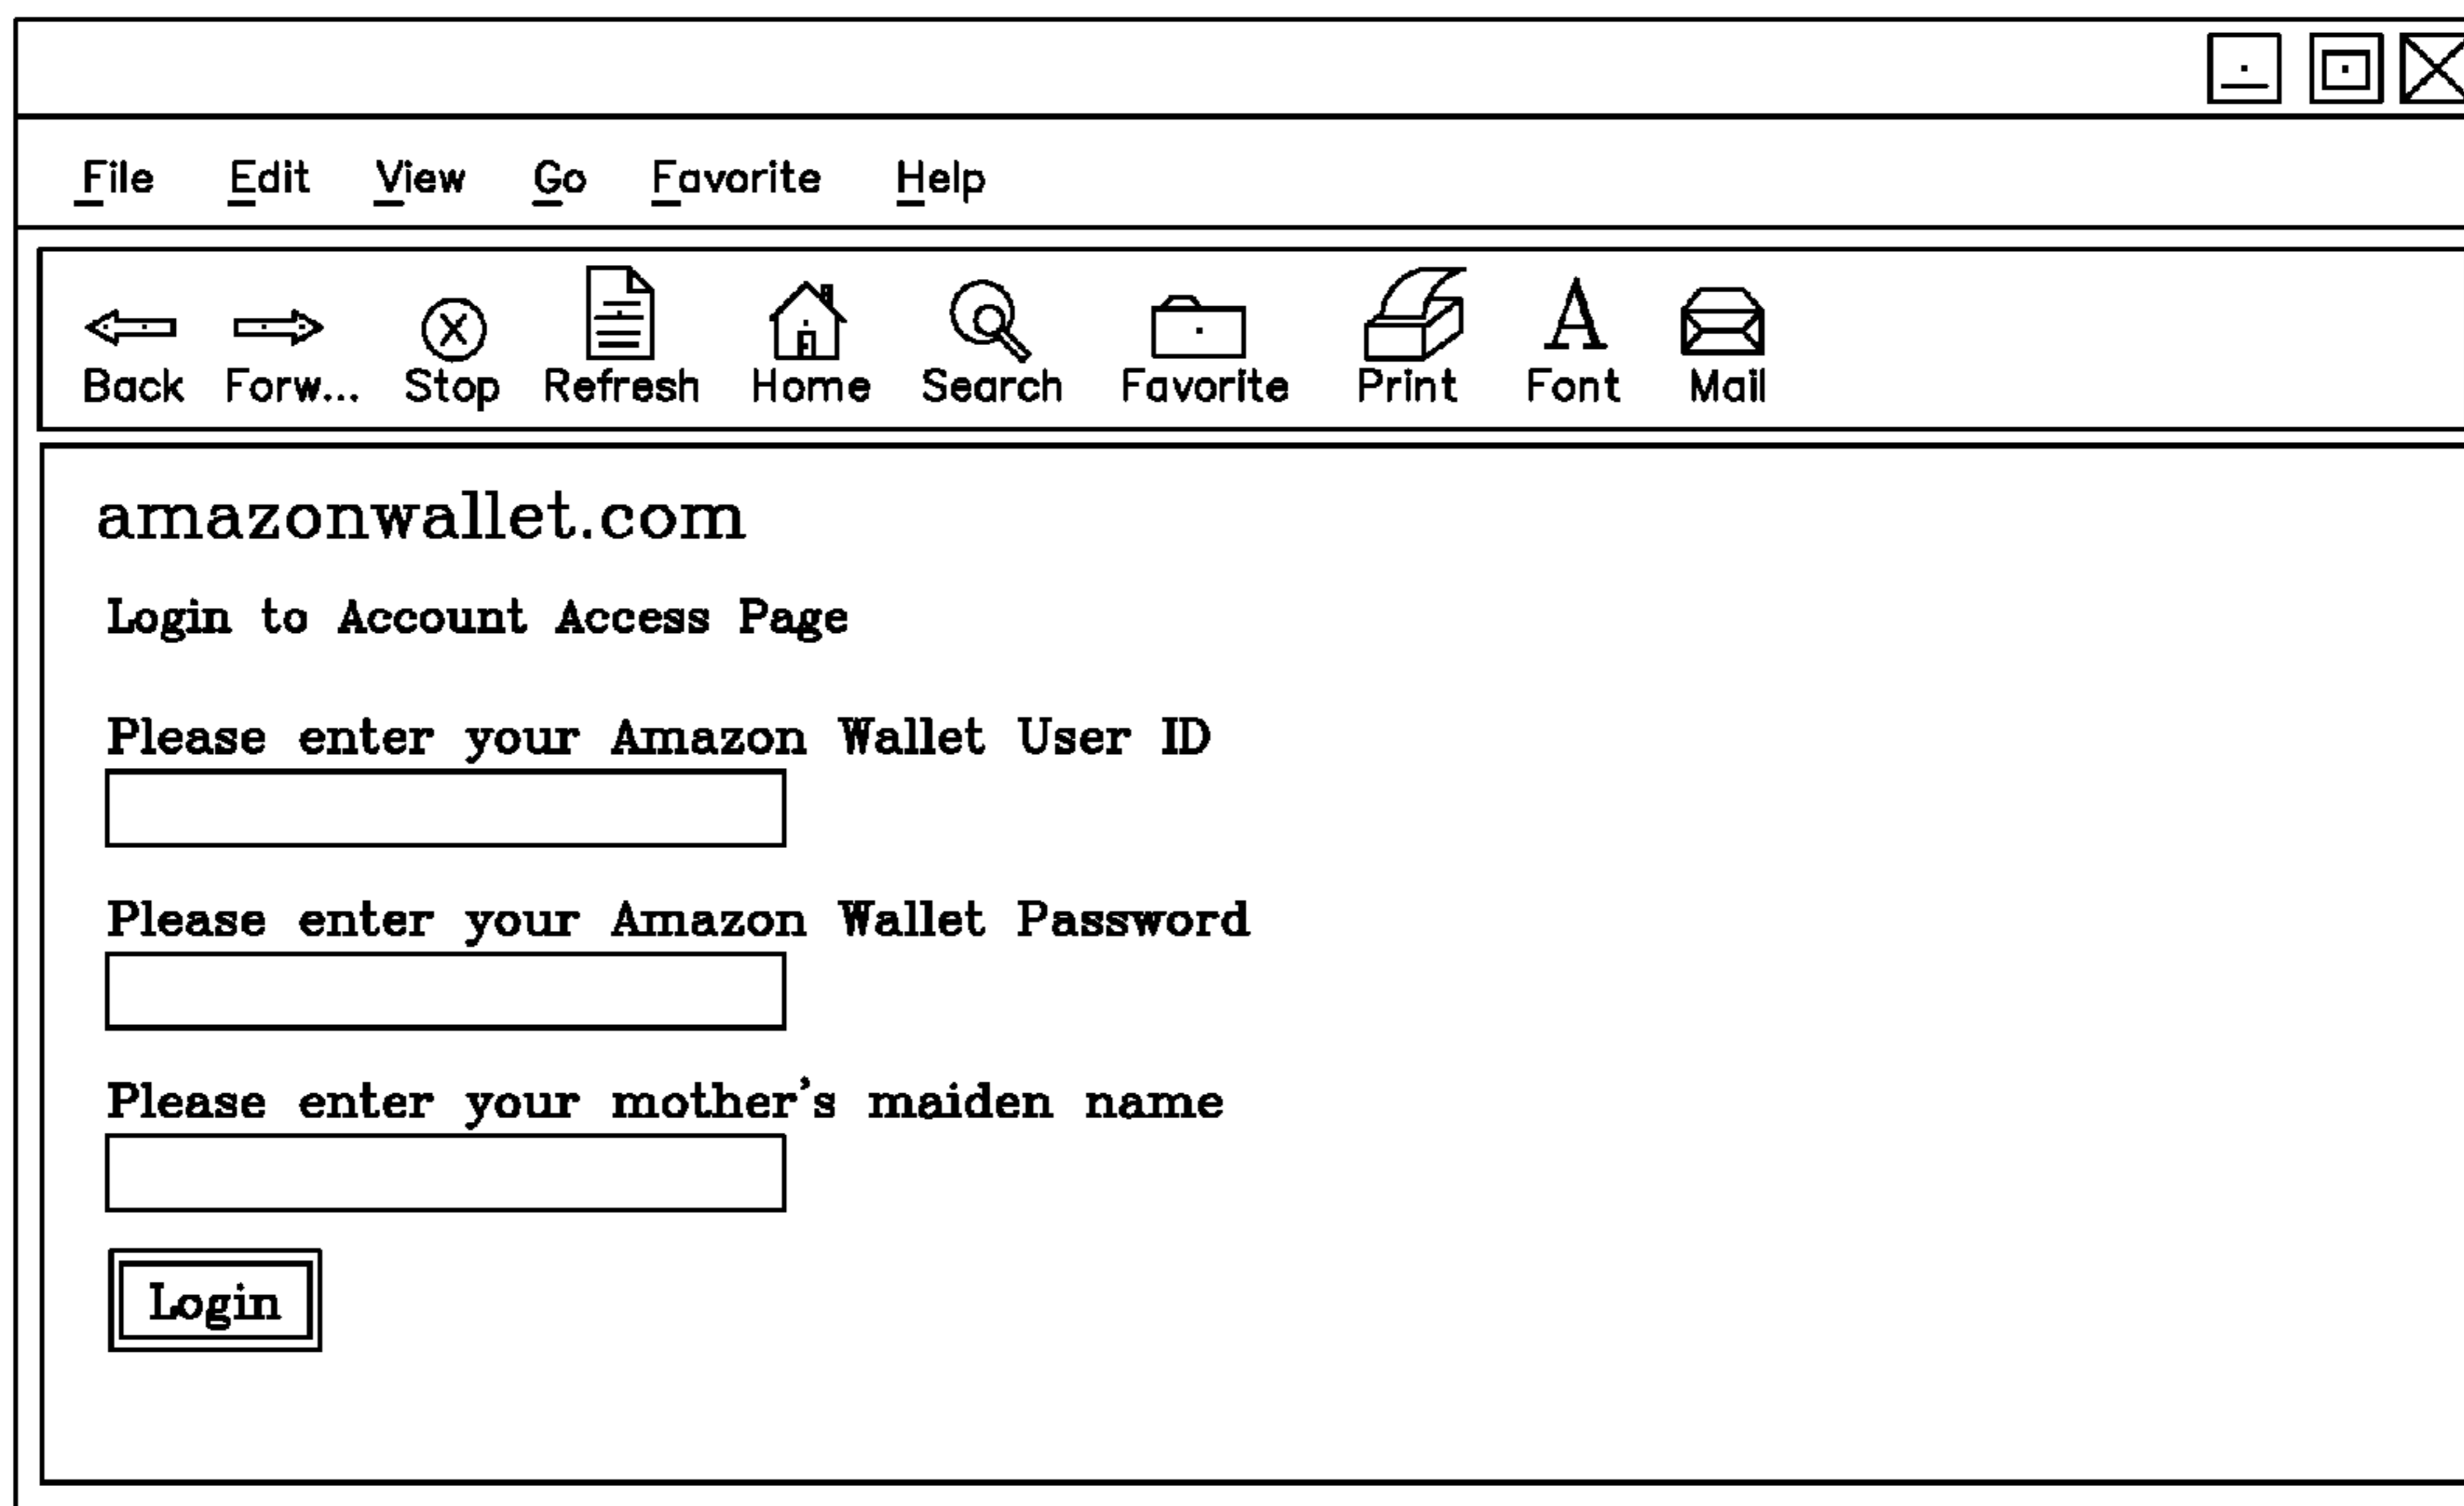 File Edit View Go Favorite Help
Back Forw... Stop Refresh Home Search Favorite Print Font Mail
amazonwallet.com
Login to Account Access Page
Please enter your Amazon Wallet User ID
Please enter your Amazon Wallet Password
Please enter your mother's maiden name
Login